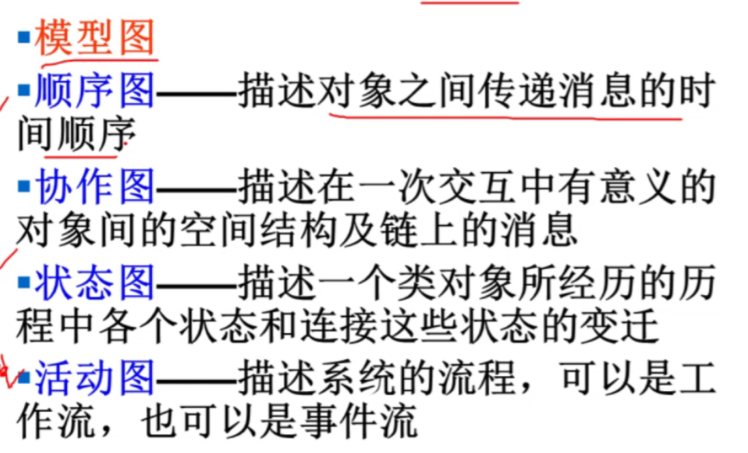 ▪模型图
▪顺序图——描述对象之间传递消息的时
间顺序
▪协作图——描述在一次交互中有意义的
对象间的空间结构及链上的消息
▪状态图——描述一个类对象所经历的历
程中各个状态和连接这些状态的变迁
▪活动图——描述系统的流程，可以是工
作流，也可以是事件流